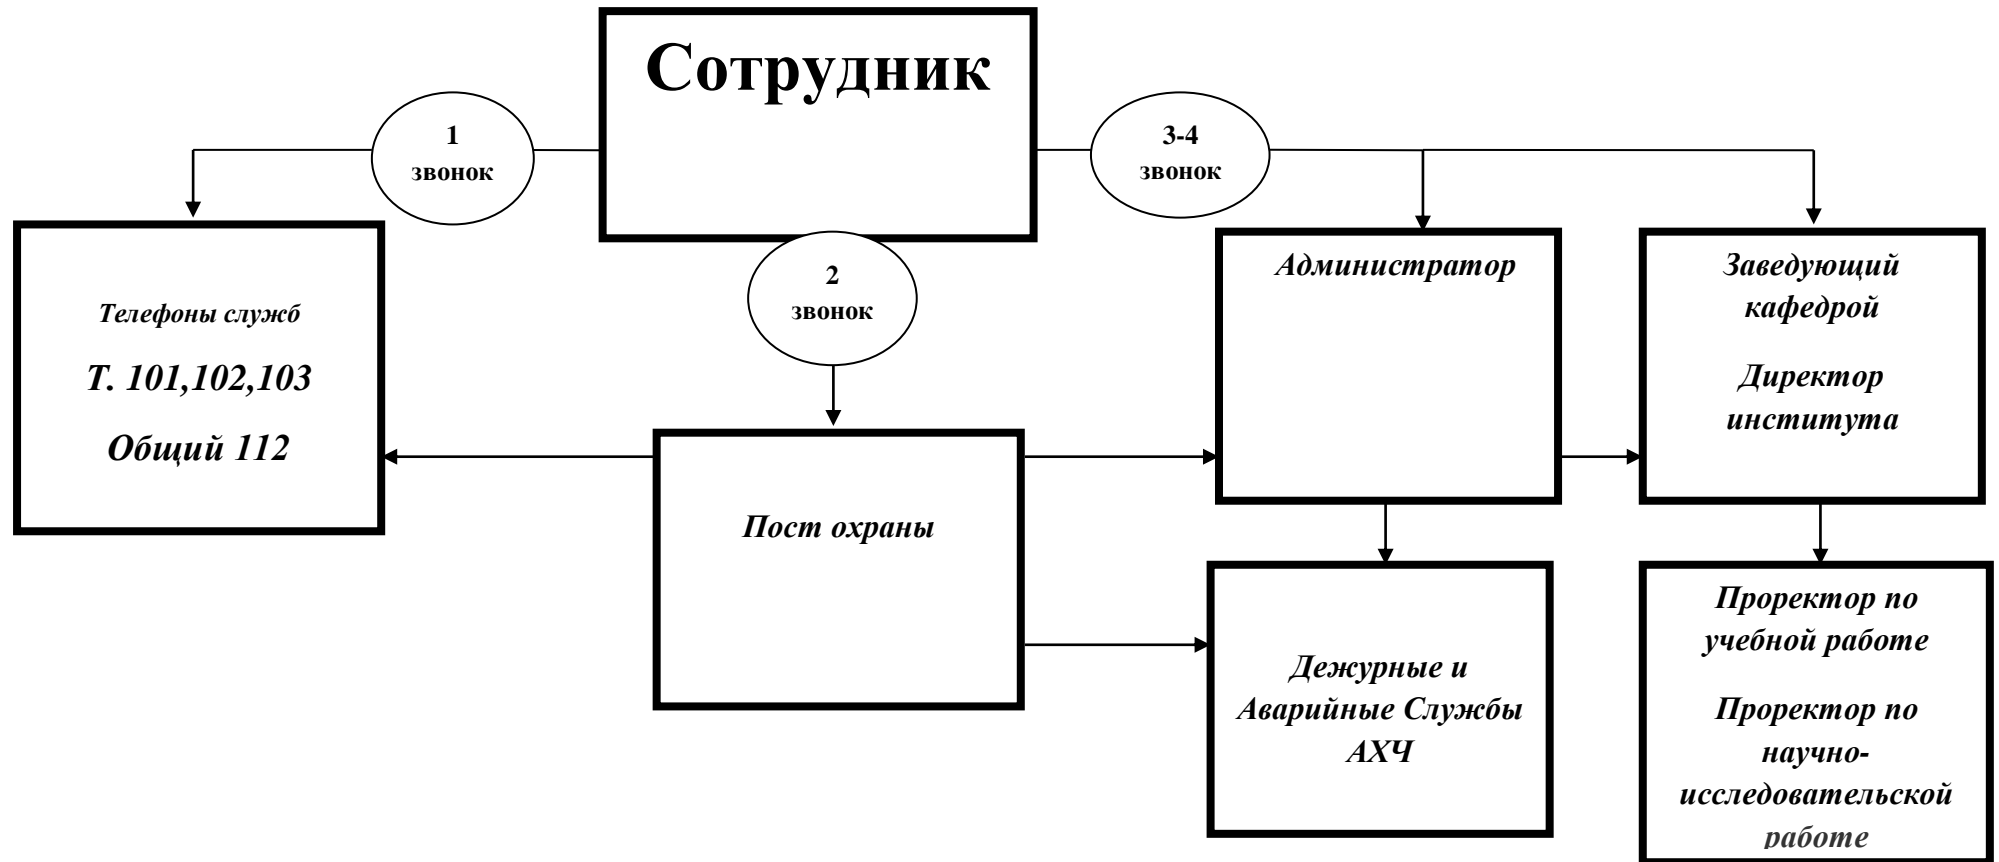 Сотрудник
1
звонок
3-4
звонок
2
звонок
Телефоны служб
Т. 101,102,103
Общий 112
Администратор
Заведующий
кафедрой
Директор
института
Пост охраны
Дежурные и
Аварийные Службы
АХЧ
Проректор по
учебной работе
Проректор по
научно-
исследовательской
работе